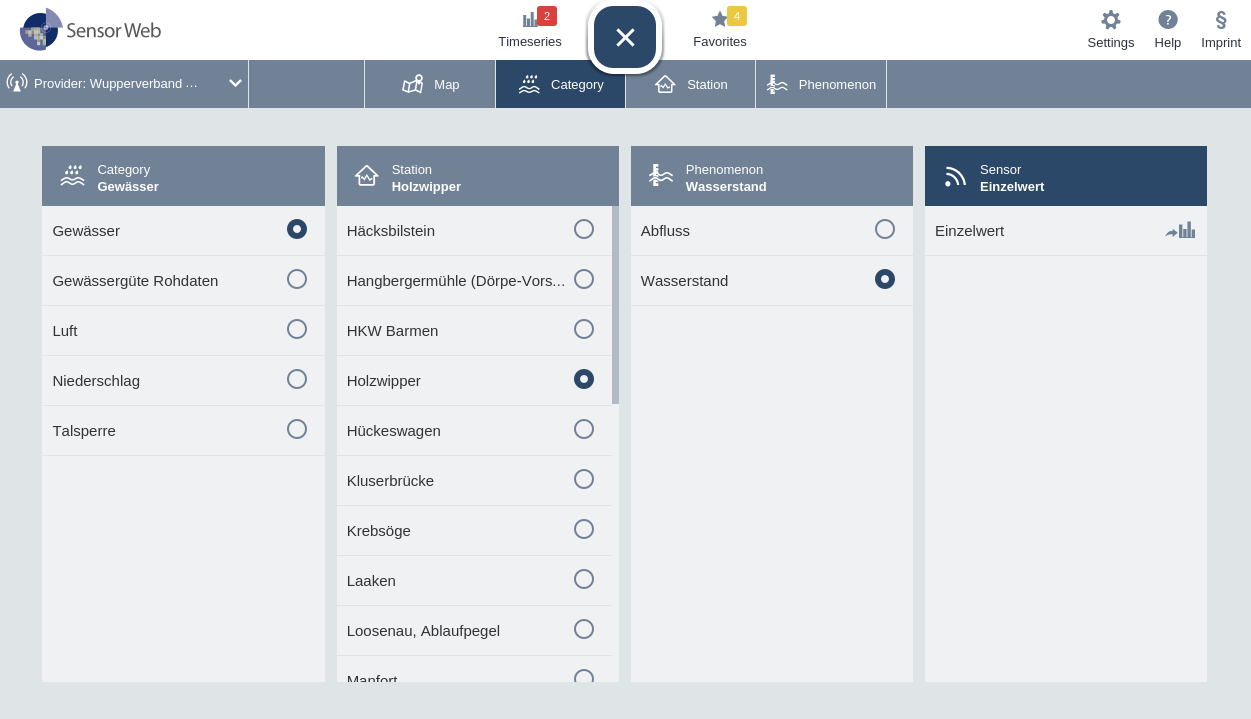 Sensor Web
2
Timeseries
4
Favorites
Settings
?
Help
§
Imprint
Provider: Wupperverband ...
Map
Category
Station
Phenomenon
Category
Gewässer
Gewässer
Gewässergüte Rohdaten
Luft
Niederschlag
Talsperre
Station
Holzwipper
Häcksbilstein
Hangbergermühle (Dörpe-Vors...
HKW Barmen
Holzwipper
Hückeswagen
Kluserbrücke
Krebsöge
Laaken
Loosenau, Ablaufpegel
Manfort
Phenomenon
Wasserstand
Abfluss
Wasserstand
Sensor
Einzelwert
Einzelwert